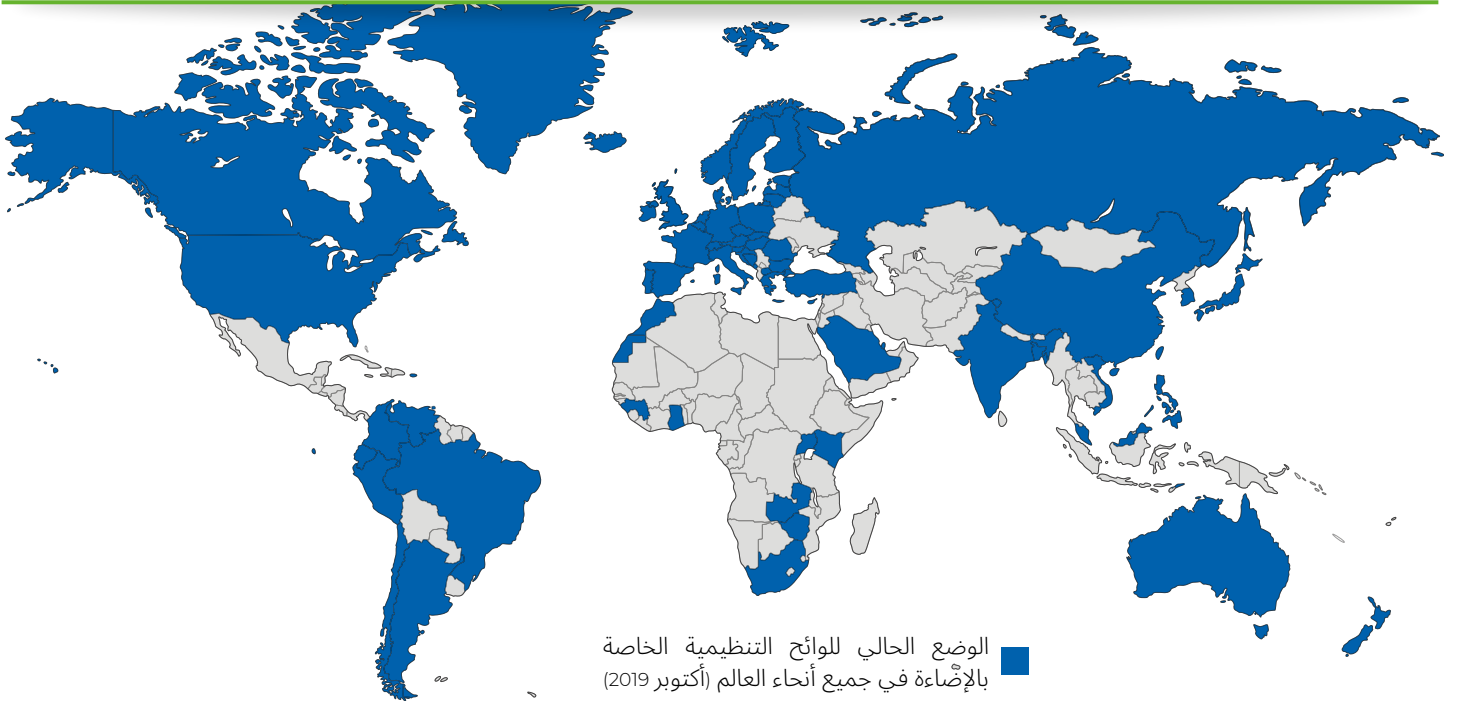 الوضع الحالي للوائح التنظيمية الخاصة
بالإضاءة في جميع أنحاء العالم (أكتوبر 2019)